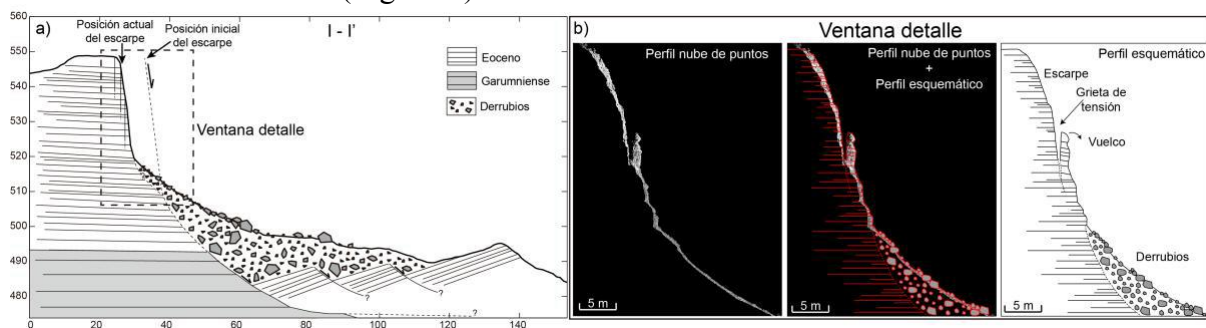 a)
Posición actual
del escarpe
Posición inicial
del escarpe
I - I'
Eoceno
Garumniense
Derrubios
Ventana detalle
560
550
540
530
520
510
500
490
480
0 20 40 60 80 100 120 140
?
?
?
b)
Ventana detalle
Perfil nube de puntos
5 m
Perfil nube de puntos
+
Perfil esquemático
5 m
Perfil esquemático
Escarpe
Grieta de
tensión
Vuelco
Derrubios
5 m